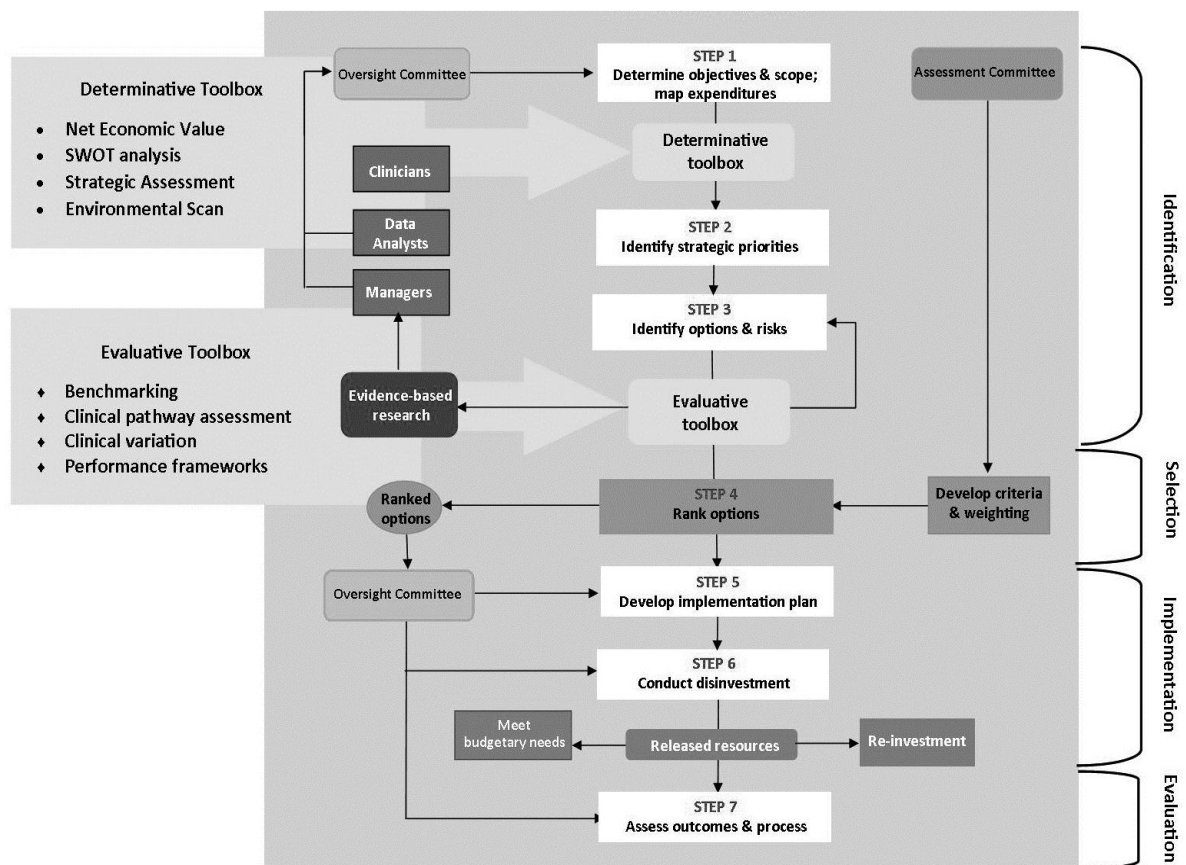 Determinative Toolbox
• Net Economic Value
• SWOT analysis
• Strategic Assessment
• Environmental Scan
Evaluative Toolbox
♦ Benchmarking
♦ Clinical pathway assessment
♦ Clinical variation
♦ Performance frameworks
Oversight Committee
Clinicians
Data
Analysts
Managers
Evidence-based
research
Ranked
options
Oversight Committee
STEP 1
Determine objectives & scope;
map expenditures
Determinative
toolbox
STEP 2
Identify strategic priorities
STEP 3
Identify options & risks
Evaluative
toolbox
STEP 4
Rank options
STEP 5
Develop implementation plan
STEP 6
Conduct disinvestment
Meet
budgetary needs
Released resources
Re-investment
STEP 7
Assess outcomes & process
Assessment Committee
Develop criteria
& weighting
Identification
Selection
Implementation
Evaluation